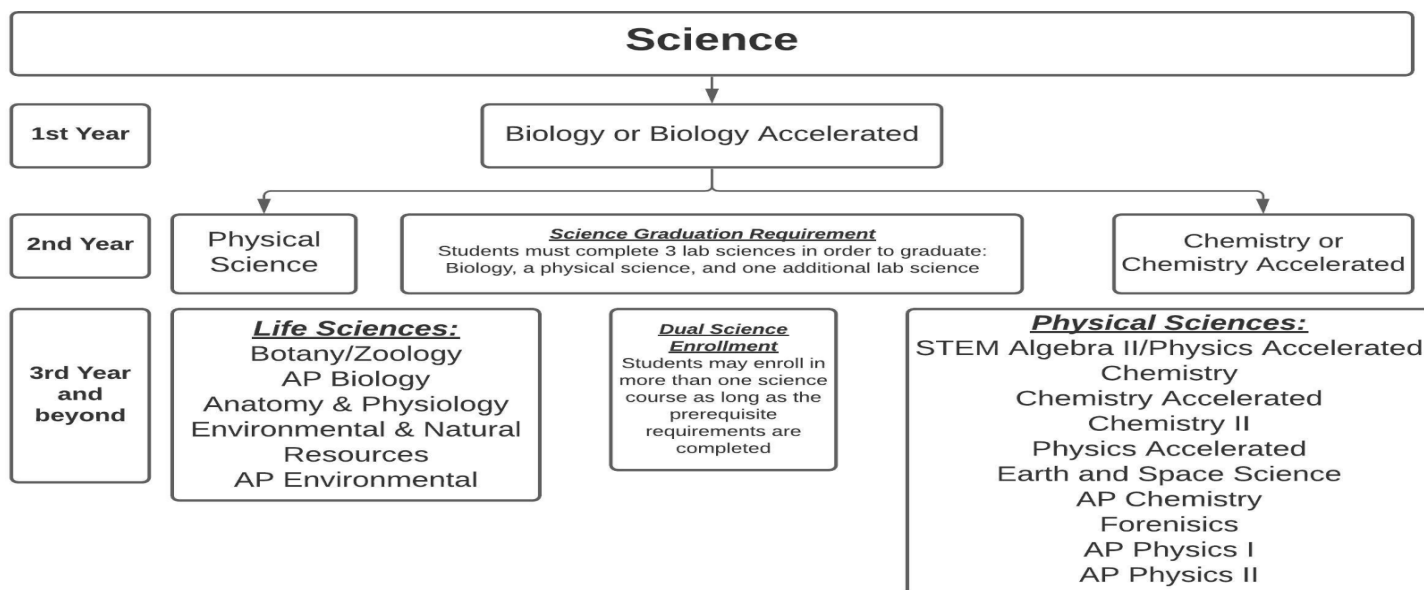 Science
1st Year
Biology or Biology Accelerated
2nd Year
Physical
Science
Science Graduation Requirement
Students must complete 3 lab sciences in order to graduate:
Biology, a physical science, and one additional lab science
Chemistry or
Chemistry Accelerated
3rd Year
and
beyond
Life Sciences:
Botany/Zoology
AP Biology
Anatomy & Physiology
Environmental & Natural
Resources
AP Environmental
Dual Science
Enrollment
Students may enroll in
more than one science
course as long as the
prerequisite
requirements are
completed
Physical Sciences:
STEM Algebra II/Physics Accelerated
Chemistry
Chemistry Accelerated
Chemistry II
Physics Accelerated
Earth and Space Science
AP Chemistry
Forenisics
AP Physics I
AP Physics II